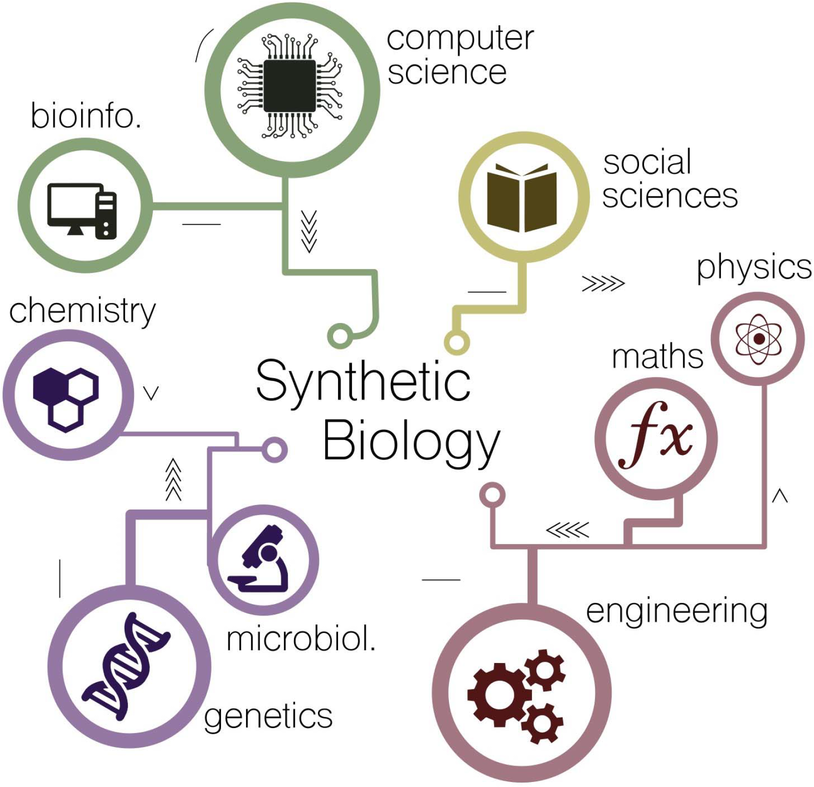 computer
science
bioinfo.
social
sciences
physics
chemistry
maths
Synthetic
Biology
fx
engineering
microbiol.
genetics